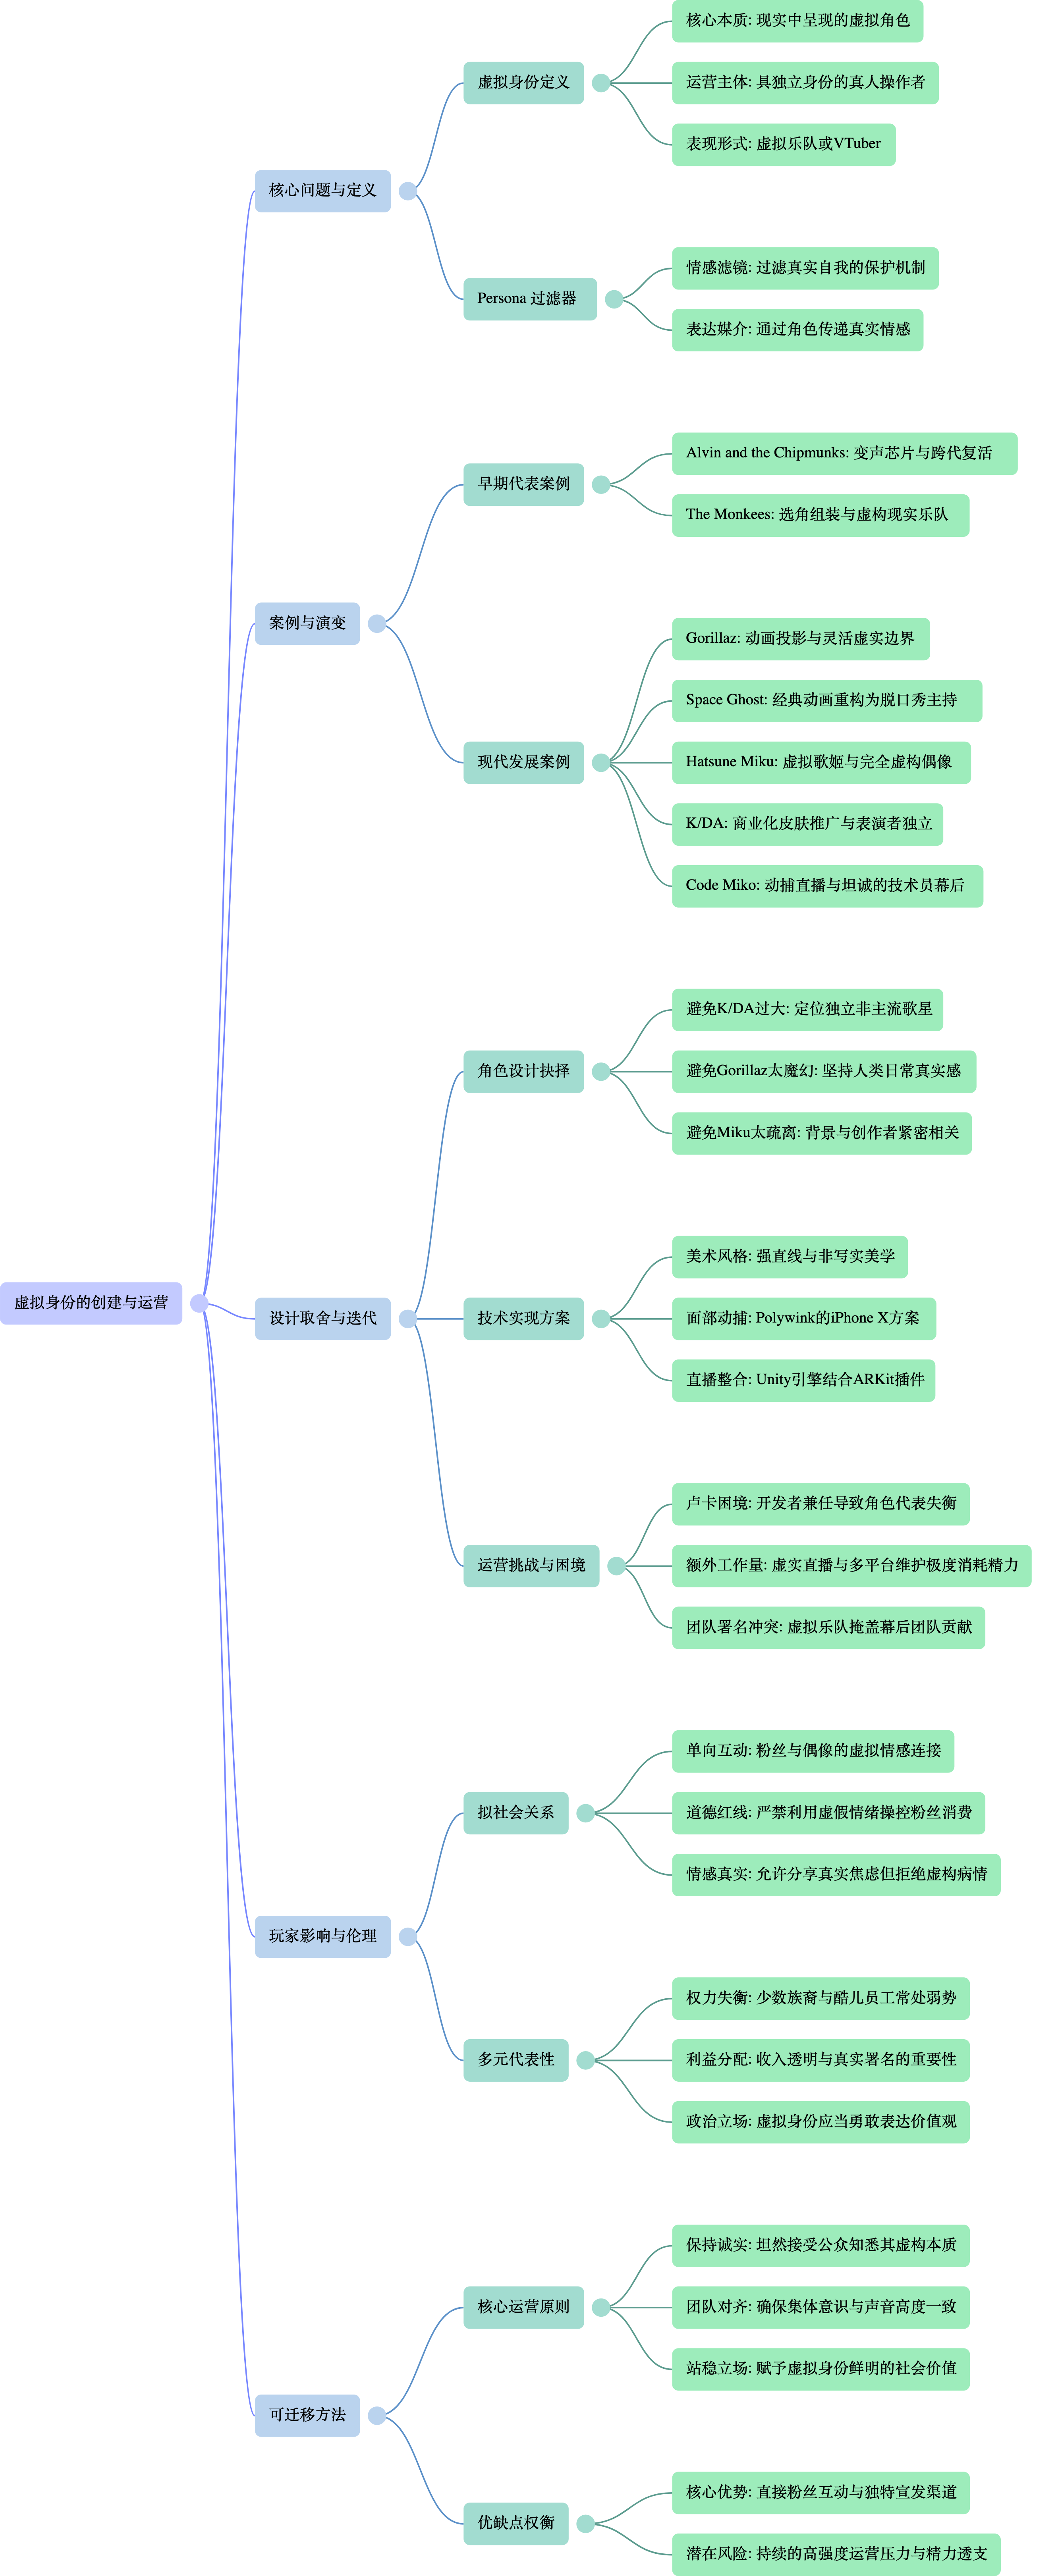 虚拟身份的创建与运营
核心问题与定义
虚拟身份定义
核心本质: 现实中呈现的虚拟角色
运营主体: 具独立身份的真人操作者
表现形式: 虚拟乐队或VTuber
Persona 过滤器
情感滤镜: 过滤真实自我的保护机制
表达媒介: 通过角色传递真实情感
案例与演变
早期代表案例
Alvin and the Chipmunks: 变声芯片与跨代复活
The Monkees: 选角组装与虚构现实乐队
现代发展案例
Gorillaz: 动画投影与灵活虚实边界
Space Ghost: 经典动画重构为脱口秀主持
Hatsune Miku: 虚拟歌姬与完全虚构偶像
K/DA: 商业化皮肤推广与表演者独立
Code Miko: 动捕直播与坦诚的技术员幕后
设计取舍与迭代
角色设计抉择
避免K/DA过大: 定位独立非主流歌星
避免Gorillaz太魔幻: 坚持人类日常真实感
避免Miku太疏离: 背景与创作者紧密相关
技术实现方案
美术风格: 强直线与非写实美学
面部动捕: Polywink的iPhone X方案
直播整合: Unity引擎结合ARKit插件
运营挑战与困境
卢卡困境: 开发者兼任导致角色代表失衡
额外工作量: 虚实直播与多平台维护极度消耗精力
团队署名冲突: 虚拟乐队掩盖幕后团队贡献
玩家影响与伦理
拟社会关系
单向互动: 粉丝与偶像的虚拟情感连接
道德红线: 严禁利用虚假情绪操控粉丝消费
情感真实: 允许分享真实焦虑但拒绝虚构病情
多元代表性
权力失衡: 少数族裔与酷儿员工常处弱势
利益分配: 收入透明与真实署名的重要性
政治立场: 虚拟身份应当勇敢表达价值观
可迁移方法
核心运营原则
保持诚实: 坦然接受公众知悉其虚构本质
团队对齐: 确保集体意识与声音高度一致
站稳立场: 赋予虚拟身份鲜明的社会价值
优缺点权衡
核心优势: 直接粉丝互动与独特宣发渠道
潜在风险: 持续的高强度运营压力与精力透支